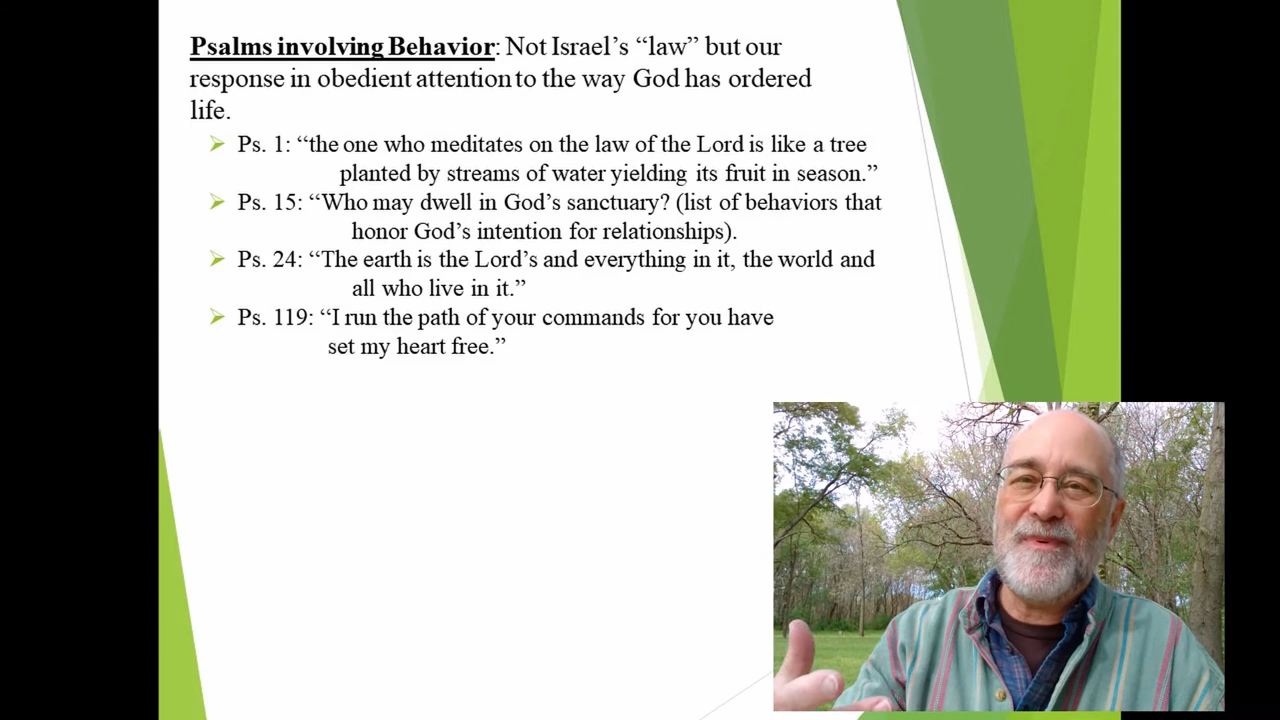 Psalms involving Behavior: Not Israel’s “law” but our
response in obedient attention to the way God has ordered
life.
Ps. 1: “the one who meditates on the law of the Lord is like a tree
planted by streams of water yielding its fruit in season.”
Ps. 15: “Who may dwell in God’s sanctuary? (list of behaviors that
honor God’s intention for relationships).
Ps. 24: “The earth is the Lord’s and everything in it, the world and
all who live in it.”
Ps. 119: “I run the path of your commands for you have
set my heart free.”